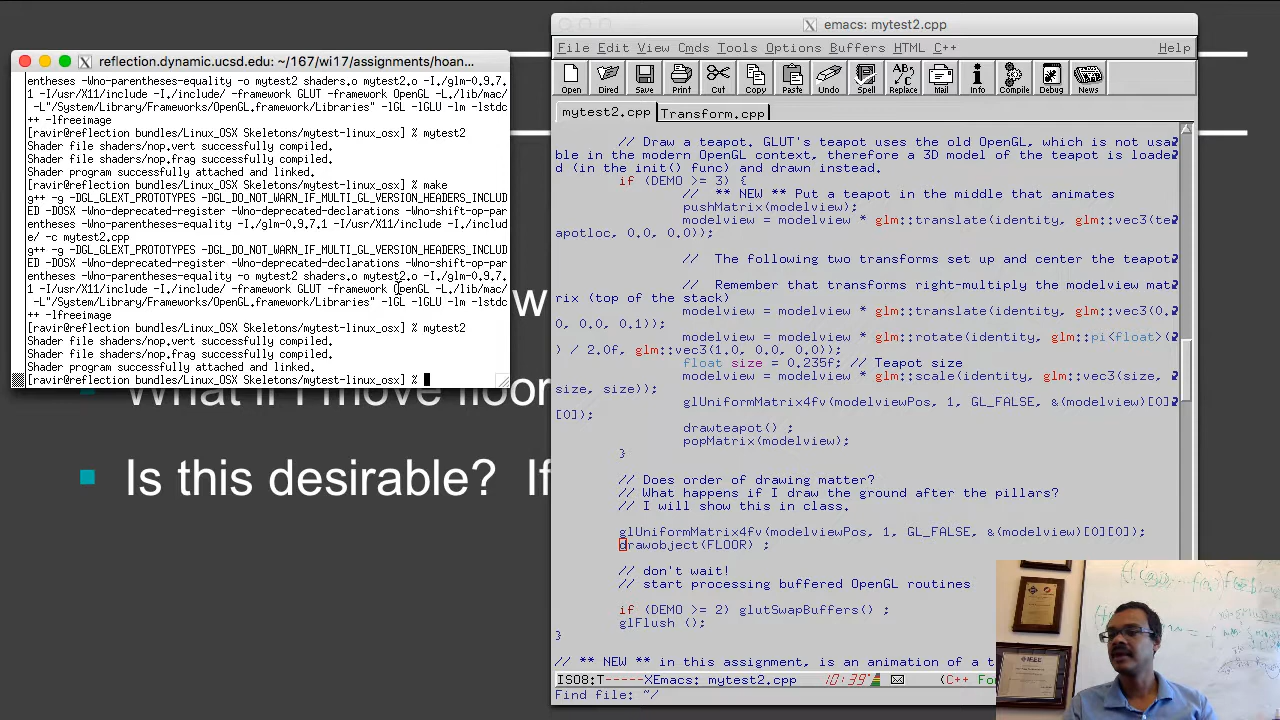 reflection.dynamic.ucsd.edu: ~/167/wi17/assignments/hoan...
entheses -Wno-parentheses-equality -o mytest2 shaders.o mytest2.o -I./glm-0.9.7.
1 -I/usr/X11/include -I./include/ -framework GLUT -framework OpenGL -L./lib/mac/
 -L"/System/Library/Frameworks/OpenGL.framework/Libraries" -lGL -lGLU -lm -lstdc
++ -lfreeimage
[ravir@reflection bundles/Linux_OSX Skeletons/mytest-linux_osx] % mytest2
Shader file shaders/nop.vert successfully compiled.
Shader file shaders/nop.frag successfully compiled.
Shader program successfully attached and linked.
[ravir@reflection bundles/Linux_OSX Skeletons/mytest-linux_osx] % make
g++ -g -DGL_GLEXT_PROTOTYPES -DGL_DO_NOT_WARN_IF_MULTI_GL_VERSION_HEADERS_INCLUD
ED -DOSX -Wno-deprecated-register -Wno-deprecated-declarations -Wno-shift-op-par
entheses -Wno-parentheses-equality -I./glm-0.9.7.1 -I/usr/X11/include -I./includ
e/ -c mytest2.cpp
g++ -g -DGL_GLEXT_PROTOTYPES -DGL_DO_NOT_WARN_IF_MULTI_GL_VERSION_HEADERS_INCLUD
ED -DOSX -Wno-deprecated-register -Wno-deprecated-declarations -Wno-shift-op-par
entheses -Wno-parentheses-equality -o mytest2 shaders.o mytest2.o -I./glm-0.9.7.
1 -I/usr/X11/include -I./include/ -framework GLUT -framework OpenGL -L./lib/mac/
 -L"/System/Library/Frameworks/OpenGL.framework/Libraries" -lGL -lGLU -lm -lstdc
++ -lfreeimage
[ravir@reflection bundles/Linux_OSX Skeletons/mytest-linux_osx] % mytest2
Shader file shaders/nop.vert successfully compiled.
Shader file shaders/nop.frag successfully compiled.
Shader program successfully attached and linked.
[ravir@reflection bundles/Linux_OSX Skeletons/mytest-linux_osx] %
What if I move floor
Is this desirable? If
emacs: mytest2.cpp
File Edit View Cmds Tools Options Buffers HTML C++ Help
Open Dired Save Print Cut Copy Paste Undo Spell Replace Mail Info Compile Debug News
mytest2.cpp Transform.cpp
// Draw a teapot. GLUT's teapot uses the old OpenGL, which is not usa
ble in the modern OpenGL context, therefore a 3D model of the teapot is loade
d (in the init() func) and drawn instead.
if (DEMO >= 3) {
// ** NEW ** Put a teapot in the middle that animates
pushMatrix(modelview);
modelview = modelview * glm::translate(identity, glm::vec3(te
apotloc, 0.0, 0.0));
// The following two transforms set up and center the teapot
// Remember that transforms right-multiply the modelview mat
rix (top of the stack)
modelview = modelview * glm::translate(identity, glm::vec3(0.
0, 0.0, 0.1));
modelview = modelview * glm::rotate(identity, glm::pi<float>(
) / 2.0f, glm::vec3(1.0, 0.0, 0.0));
float size = 0.235f; // Teapot size
modelview = modelview * glm::scale(identity, glm::vec3(size,
size, size));
glUniformMatrix4fv(modelviewPos, 1, GL_FALSE, &(modelview)[0]
[0]);
drawteapot() ;
popMatrix(modelview);
}
// Does order of drawing matter?
// What happens if I draw the ground after the pillars?
// I will show this in class.
glUniformMatrix4fv(modelviewPos, 1, GL_FALSE, &(modelview)[0][0]);
drawobject(FLOOR) ;
// don't wait!
// start processing buffered OpenGL routines
if (DEMO >= 2) glutSwapBuffers() ;
glFlush ();
}
// ** NEW ** in this assignment, is an animation of a t
ISO8:T-----XEmacs: mytest2.cpp 10:39 (C++ Fo
Find file: ~/
IEEE